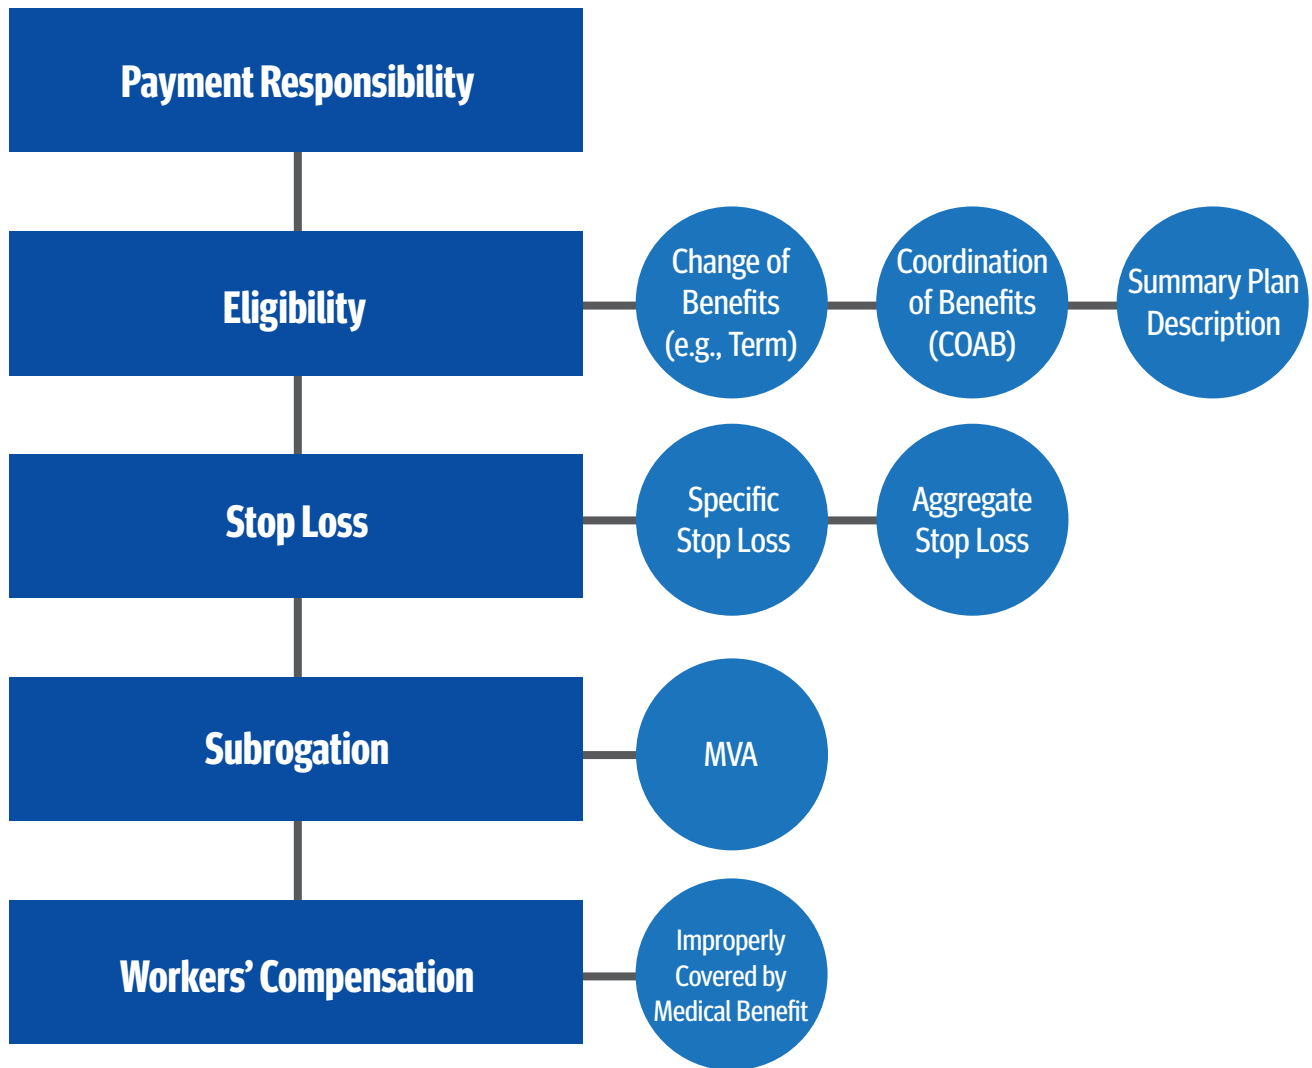 Payment Responsibility
Eligibility
Change of
Benefits
(e.g., Term)
Coordination
of Benefits
(COAB)
Summary Plan
Description
Stop Loss
Specific
Stop Loss
Aggregate
Stop Loss
Subrogation
MVA
Workers’ Compensation
Improperly
Covered by
Medical Benefit